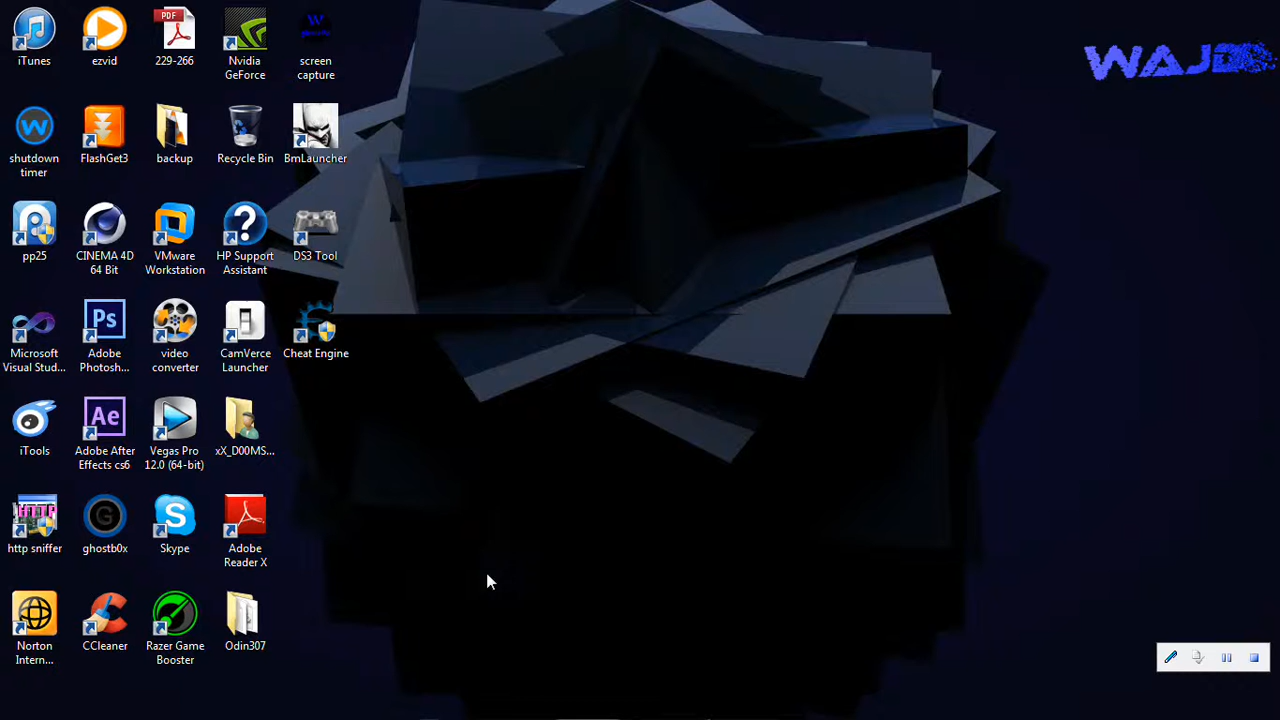 iTunes
ezvid
PDF
229-266
Nvidia
GeForce
screen
capture
WAJD
shutdown
timer
FlashGet3
backup
Recycle Bin
BmLauncher
pp25
CINEMA 4D
64 Bit
VMware
Workstation
HP Support
Assistant
DS3 Tool
Microsoft
Visual Stud...
Ps
Adobe
Photosh...
video
converter
CamVerce
Launcher
Cheat Engine
iTools
Ae
Adobe After
Effects cs6
Vegas Pro
12.0 (64-bit)
xX_D00MS...
HTTP
http sniffer
G
ghostb0x
S
Skype
Adobe
Reader X
Norton
Intern...
CCleaner
Razer Game
Booster
Odin307